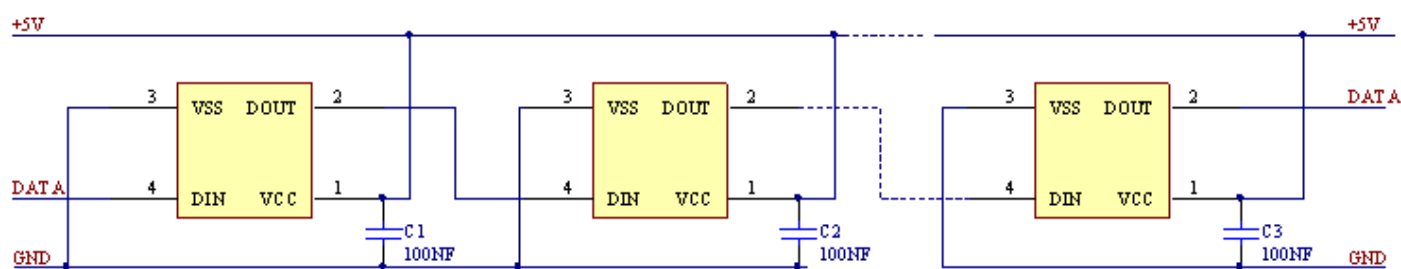 +5V +5V
3 VSS DOUT 2 3 VSS DOUT 2 3 VSS DOUT 2 DATA
DATA 4 DIN VCC 1 4 DIN VCC 1 4 DIN VCC 1
C1 C2 C3
GND 100NF 100NF 100NF GND